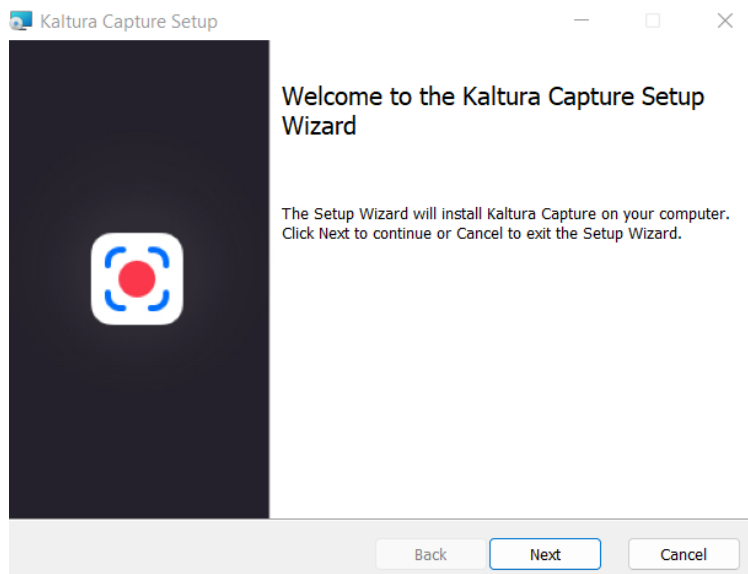 Kaltura Capture Setup
Welcome to the Kaltura Capture Setup
Wizard
The Setup Wizard will install Kaltura Capture on your computer.
Click Next to continue or Cancel to exit the Setup Wizard.
Back
Next
Cancel